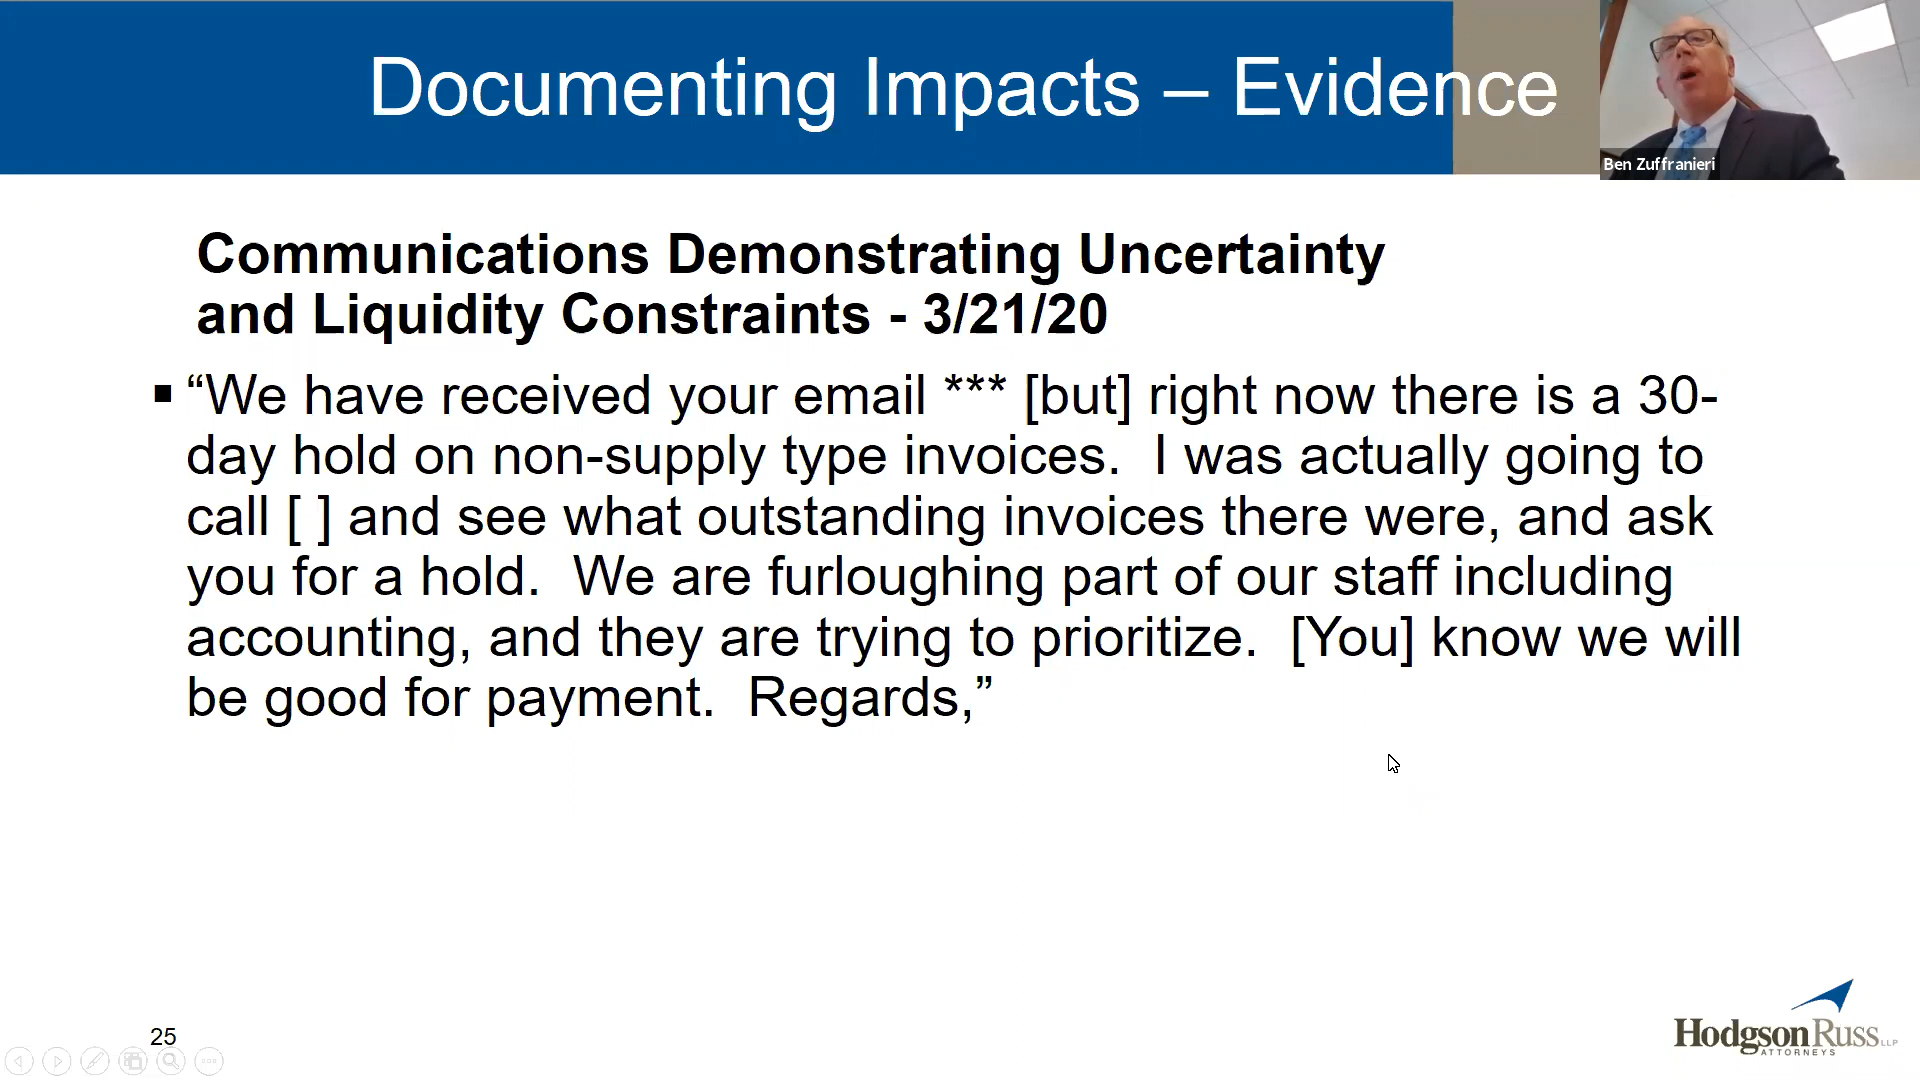 Documenting Impacts – Evidence
Ben Zuffranieri
Communications Demonstrating Uncertainty
and Liquidity Constraints - 3/21/20
▪ “We have received your email *** [but] right now there is a 30-
day hold on non-supply type invoices.  I was actually going to
call [ ] and see what outstanding invoices there were, and ask
you for a hold.  We are furloughing part of our staff including
accounting, and they are trying to prioritize.  [You] know we will
be good for payment.  Regards,”
25
HodgsonRuss LLP
ATTORNEYS